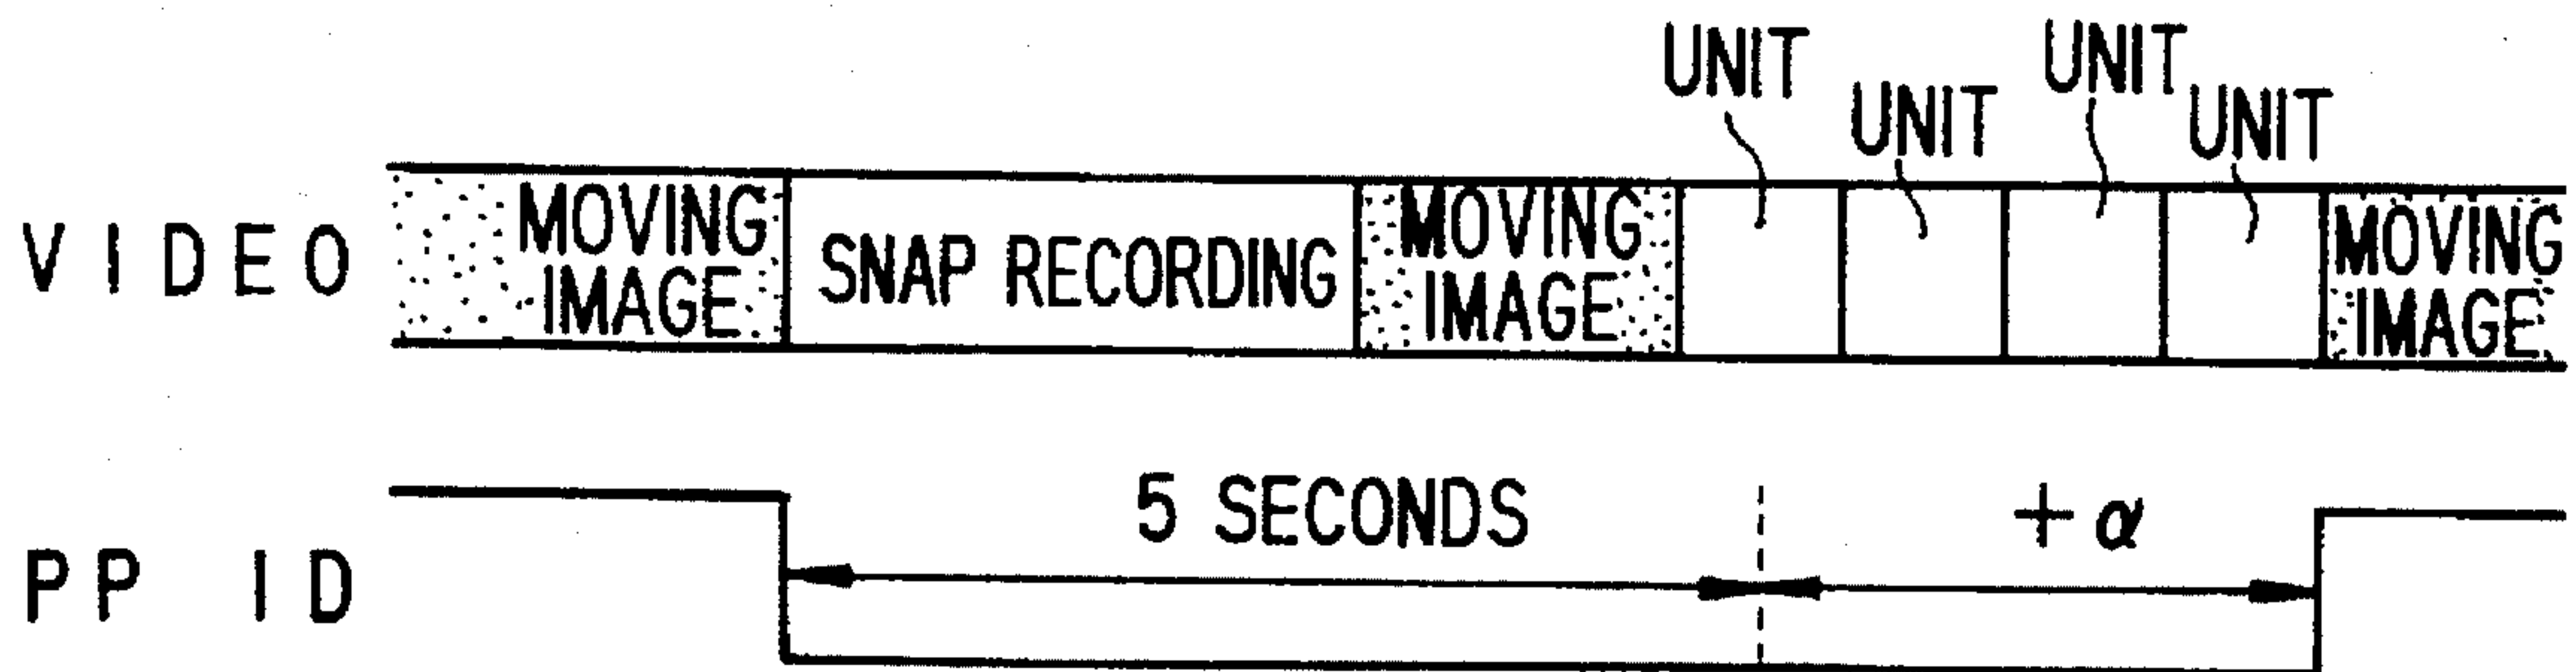 UNIT
UNIT
UNIT
UNIT
VIDEO
MOVING
IMAGE
SNAP RECORDING
MOVING
IMAGE
MOVING
IMAGE
PP ID
5 SECONDS
+α